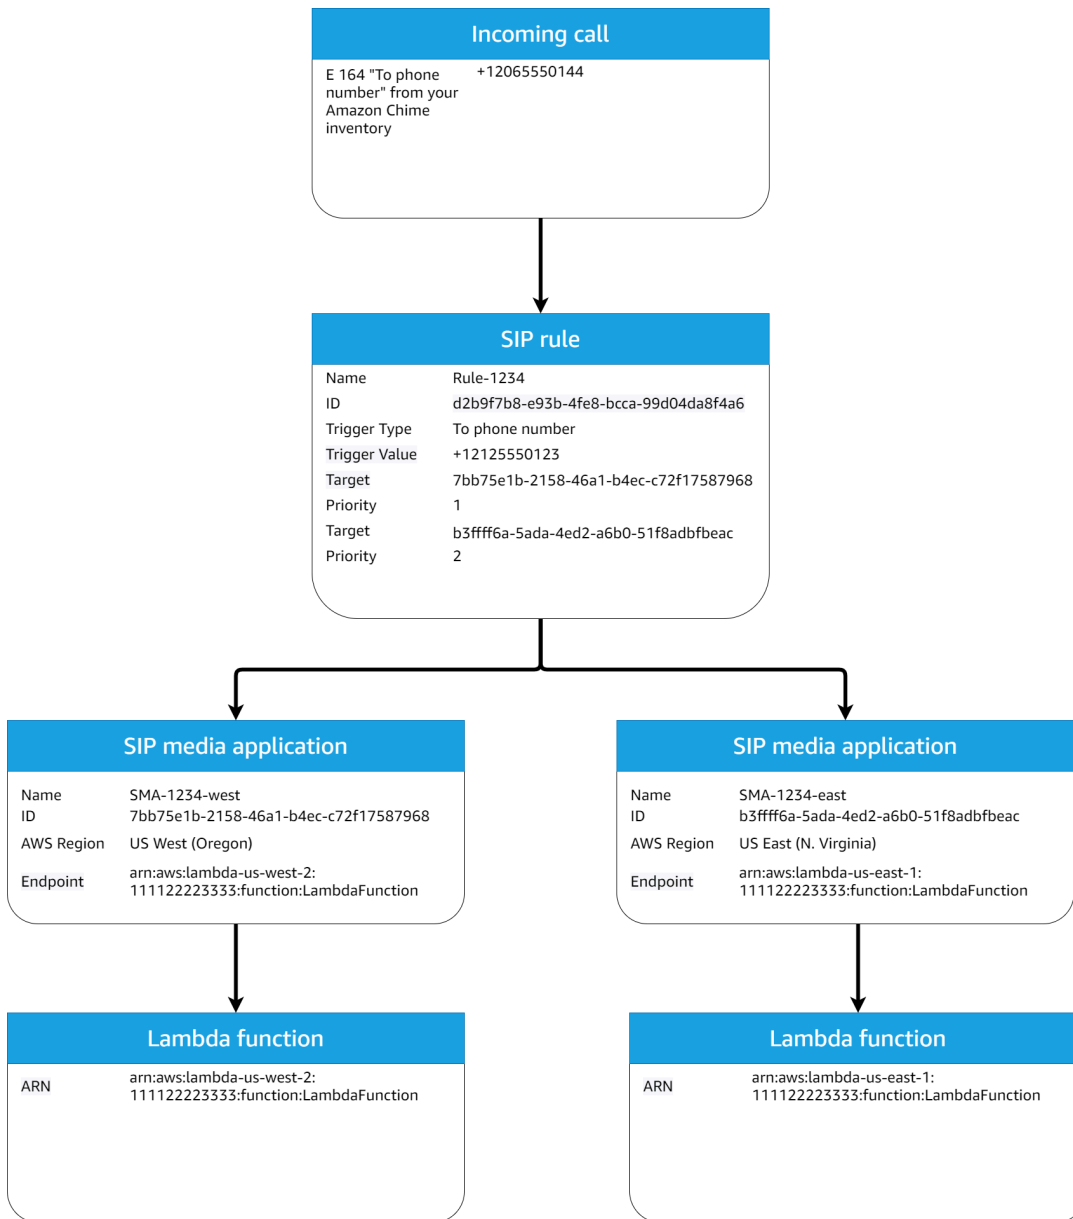 Incoming call
E 164 "To phone number" from your Amazon Chime inventory +12065550144
SIP rule
Name Rule-1234
ID d2b9f7b8-e93b-4fe8-bcca-99d04da8f4a6
Trigger Type To phone number
Trigger Value +12125550123
Target 7bb75e1b-2158-46a1-b4ec-c72f17587968
Priority 1
Target b3ffff6a-5ada-4ed2-a6b0-51f8adbfbeac
Priority 2
SIP media application
Name SMA-1234-west
ID 7bb75e1b-2158-46a1-b4ec-c72f17587968
AWS Region US West (Oregon)
Endpoint arn:aws:lambda-us-west-2:
111122223333:function:LambdaFunction
SIP media application
Name SMA-1234-east
ID b3ffff6a-5ada-4ed2-a6b0-51f8adbfbeac
AWS Region US East (N. Virginia)
Endpoint arn:aws:lambda-us-east-1:
111122223333:function:LambdaFunction
Lambda function
ARN arn:aws:lambda-us-west-2:
111122223333:function:LambdaFunction
Lambda function
ARN arn:aws:lambda-us-east-1:
111122223333:function:LambdaFunction